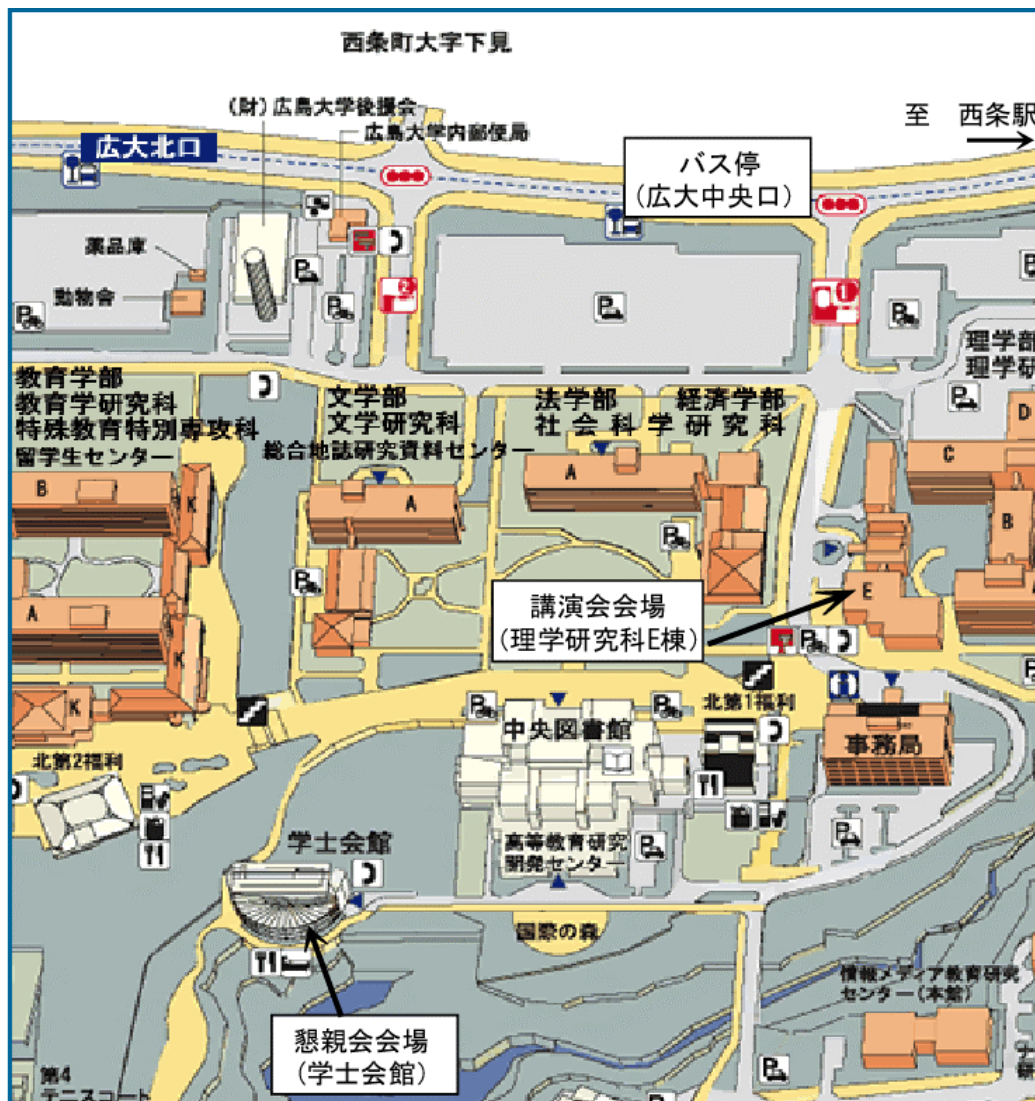 西条町大字下見
(財)広島大学後援会
広島大学内郵便局
至 西条駅
広大北口
バス停
(広大中央口)
薬品庫
動物舎
2
1
理学部
理学研
教育学部
教育学研究科
特殊教育特別専攻科
留学生センター
文学部
文学研究科
総合地誌研究資料センター
法学部 経済学部
社会科学研究科
D
C
B
A
A
K
B
E
講演会会場
(理学研究科E棟)
A
K
K
北第1福利
中央図書館
事務局
北第2福利
学士会館
高等教育研究
開発センター
国際の森
情報メディア教育研究
センター(本館)
懇親会会場
(学士会館)
第4
テニスコート